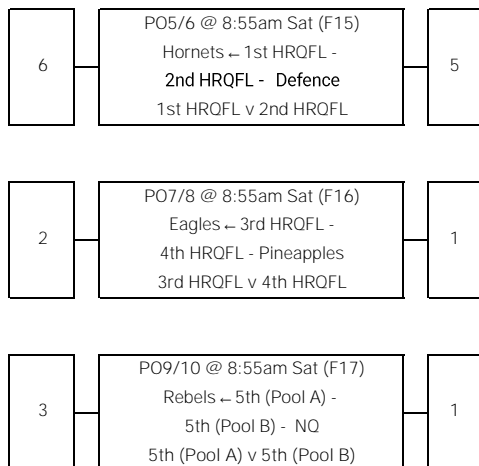 PO5/6 @ 8:55am Sat (F15)
6
Hornets ← 1st HRQFL -
2nd HRQFL - Defence
5
1st HRQFL v 2nd HRQFL
PO7/8 @ 8:55am Sat (F16)
2
Eagles ← 3rd HRQFL -
4th HRQFL - Pineapples
1
3rd HRQFL v 4th HRQFL
PO9/10 @ 8:55am Sat (F17)
3
Rebels ← 5th (Pool A) -
5th (Pool B) - NQ
1
5th (Pool A) v 5th (Pool B)